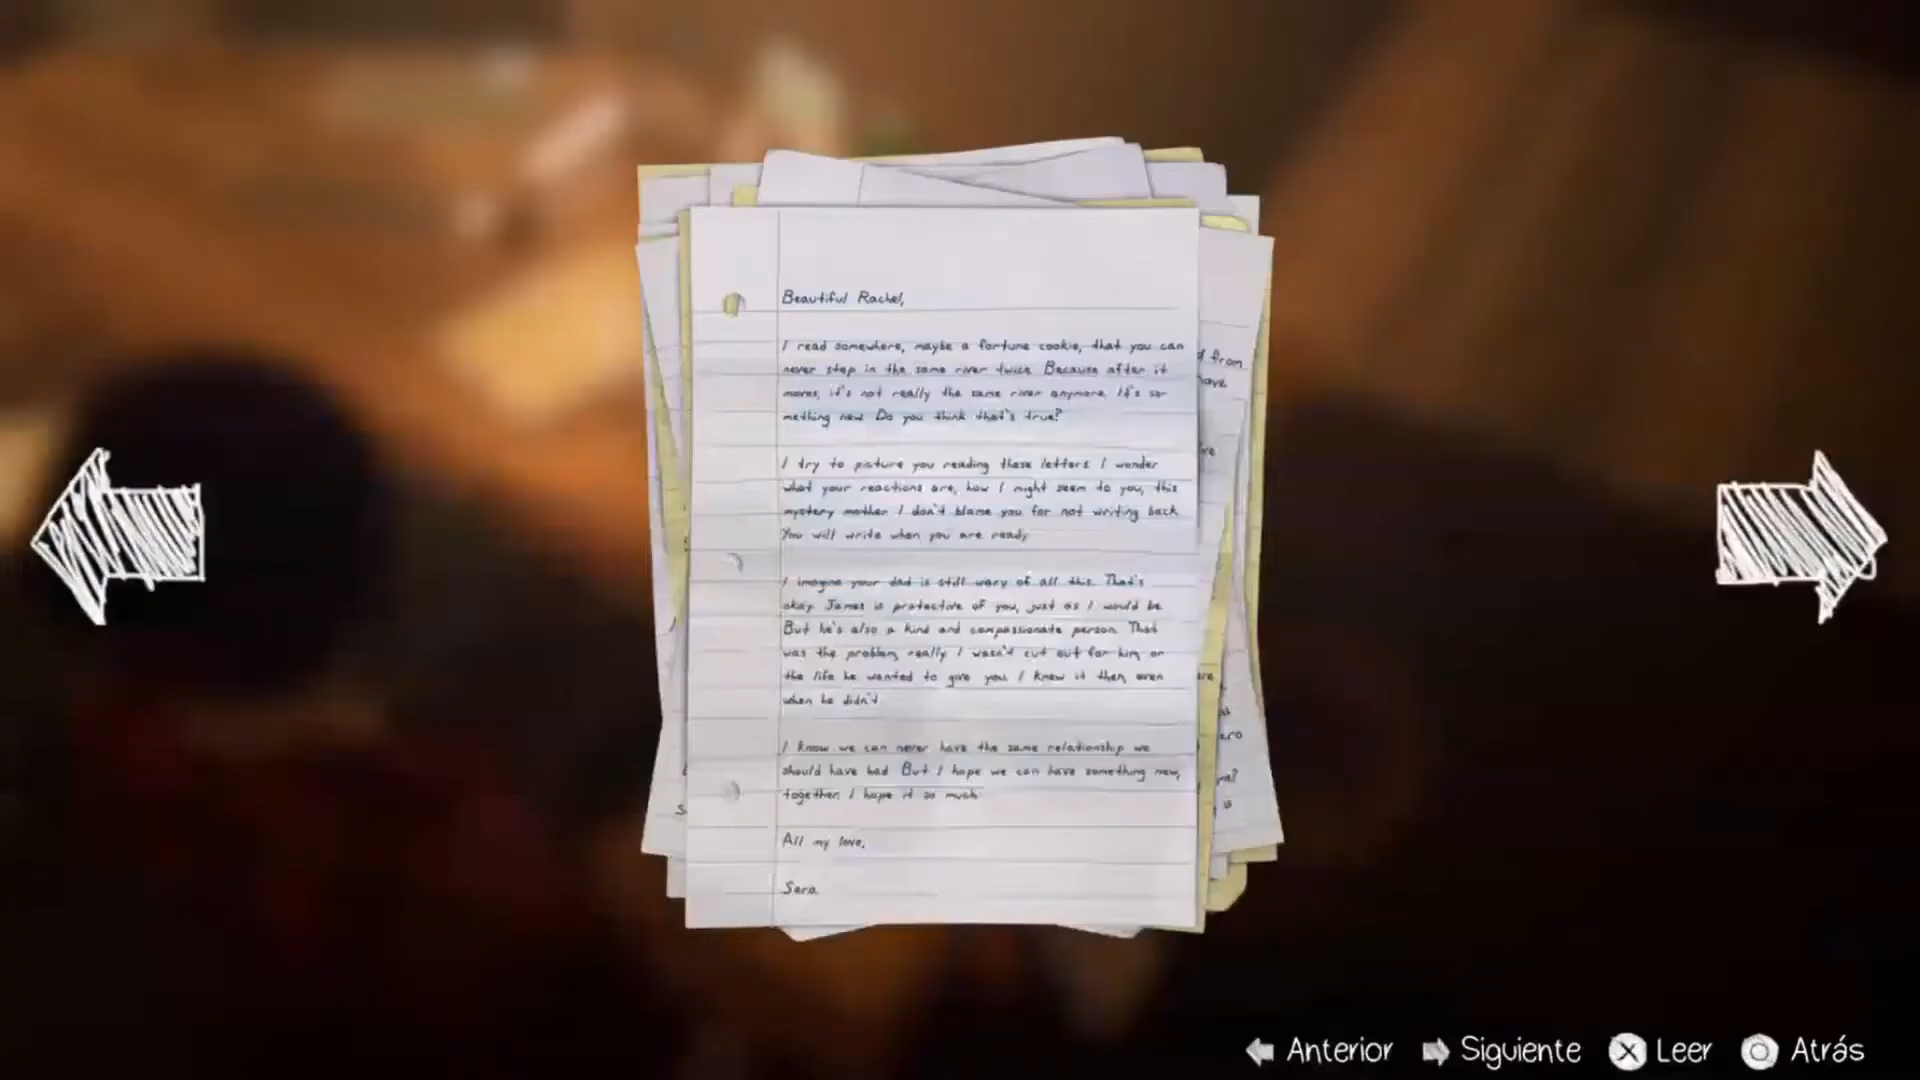 Beautiful Rachel,
I read somewhere, maybe a fortune cookie, that you can
never step in the same river twice. Because after it
moves, it's not really the same river anymore. It's so-
mething new. Do you think that's true?
I try to picture you reading these letters. I wonder
what your reactions are, how I might seem to you, this
mystery mother. I don't blame you for not writing back.
You will write when you are ready.
I imagine your dad is still wary of all this. That's
okay. James is protective of you, just as I would be.
But he's also a kind and compassionate person. That
was the problem, really. I wasn't cut out for him, or
the life he wanted to give you. I knew it then, even
when he didn't.
I know we can never have the same relationship we
should have had. But I hope we can have something new,
together. I hope it so much.
All my love,
Sera
from
have
Anterior
Siguiente
Leer
Atrás